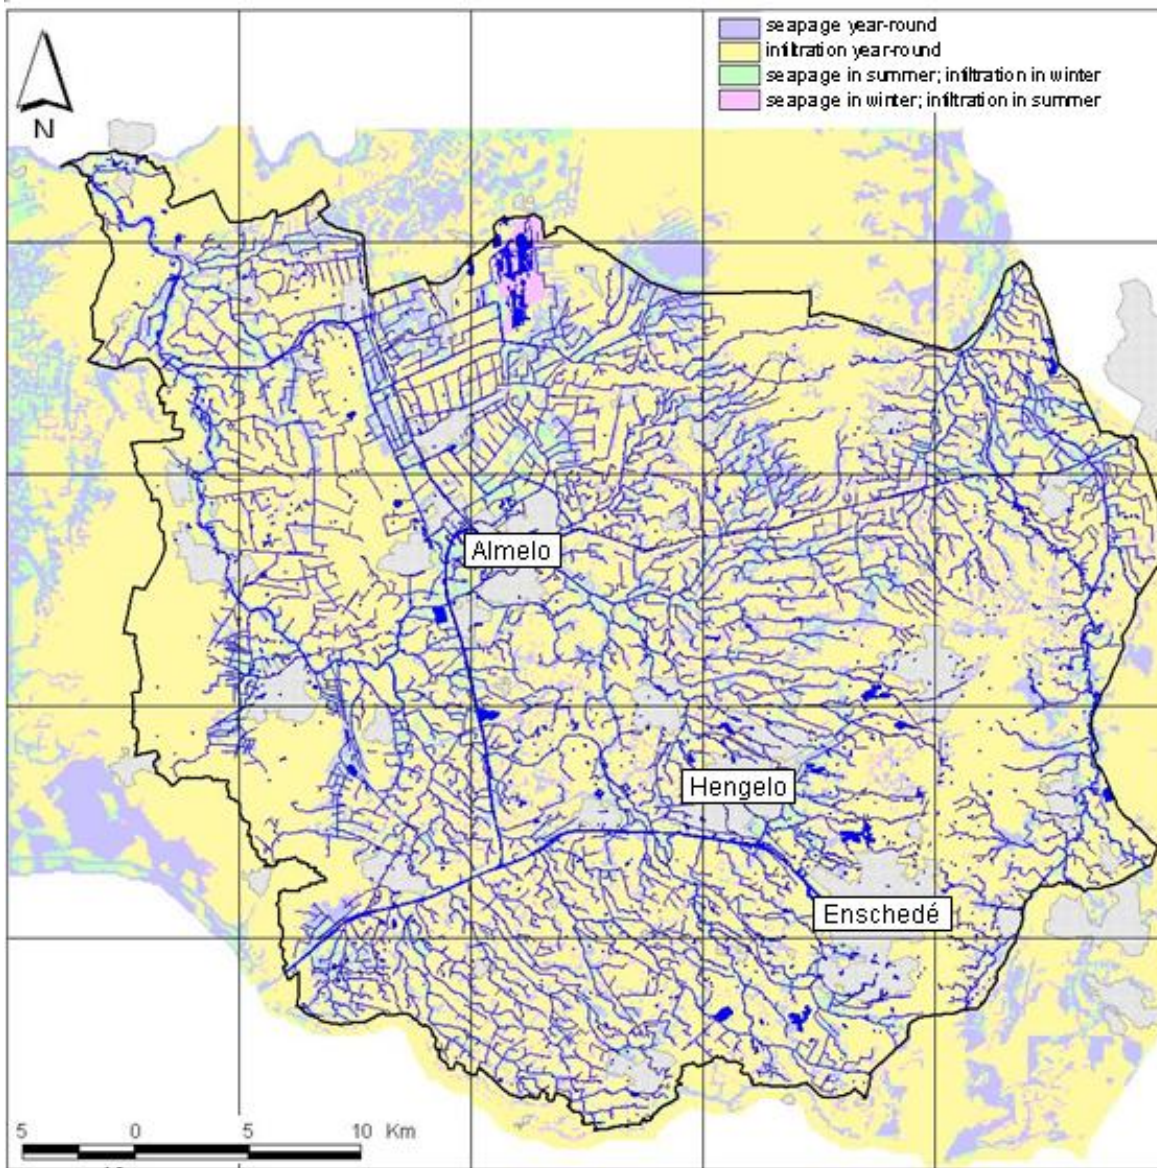 seapage year-round
infiltration year-round
seapage in summer; infiltration in winter
seapage in winter; infiltration in summer
N
Almelo
Hengelo
Enschedé
5 0 5 10 Km